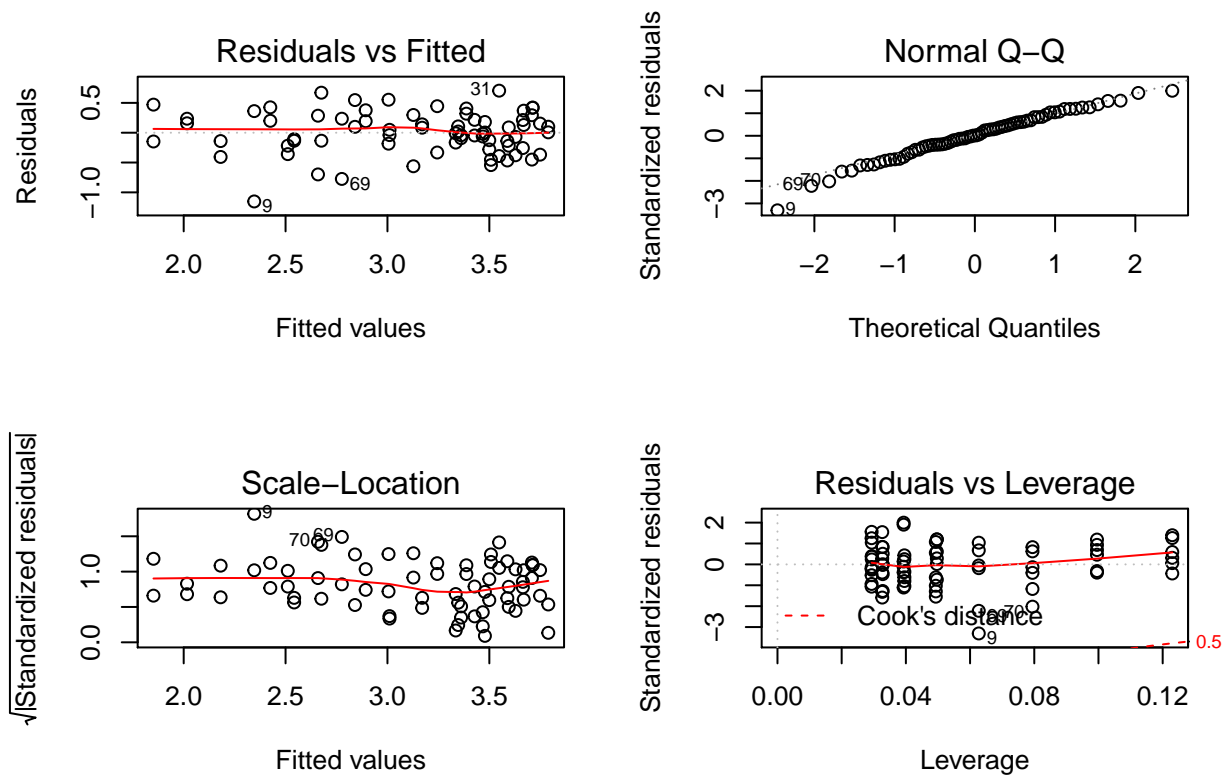 Residuals vs Fitted
Residuals
0.5
−1.0
31
69
9
2.0 2.5 3.0 3.5
Fitted values
Normal Q−Q
Standardized residuals
2
0
−3
69
70
9
−2 −1 0 1 2
Theoretical Quantiles
Scale−Location
√|Standardized residuals|
1.0
0.0
9
70
69
2.0 2.5 3.0 3.5
Fitted values
Residuals vs Leverage
Standardized residuals
2
0
−3
Cook's distance
69
70
9
0.5
0.00 0.04 0.08 0.12
Leverage